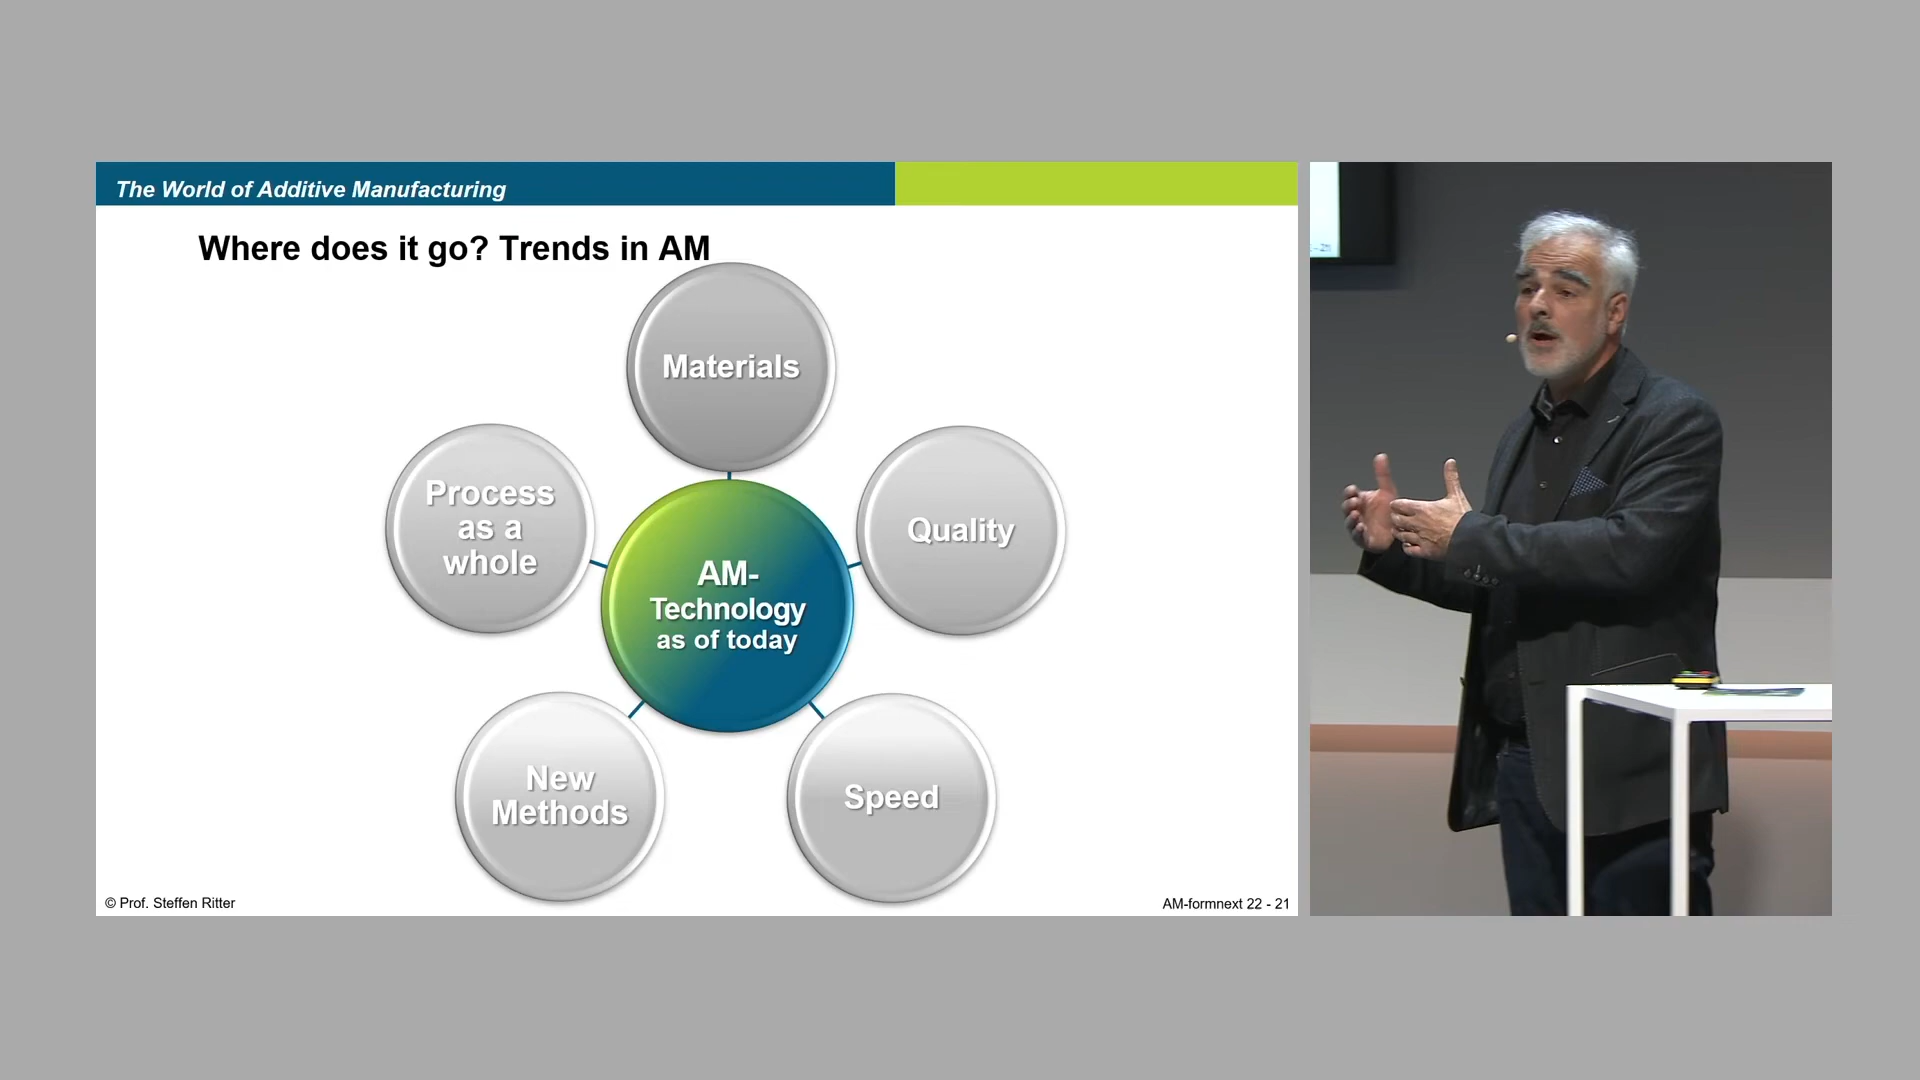 The World of Additive Manufacturing
Where does it go? Trends in AM
Materials
Process
as a
whole
Quality
AM-
Technology
as of today
New
Methods
Speed
© Prof. Steffen Ritter
AM-formnext 22 - 21